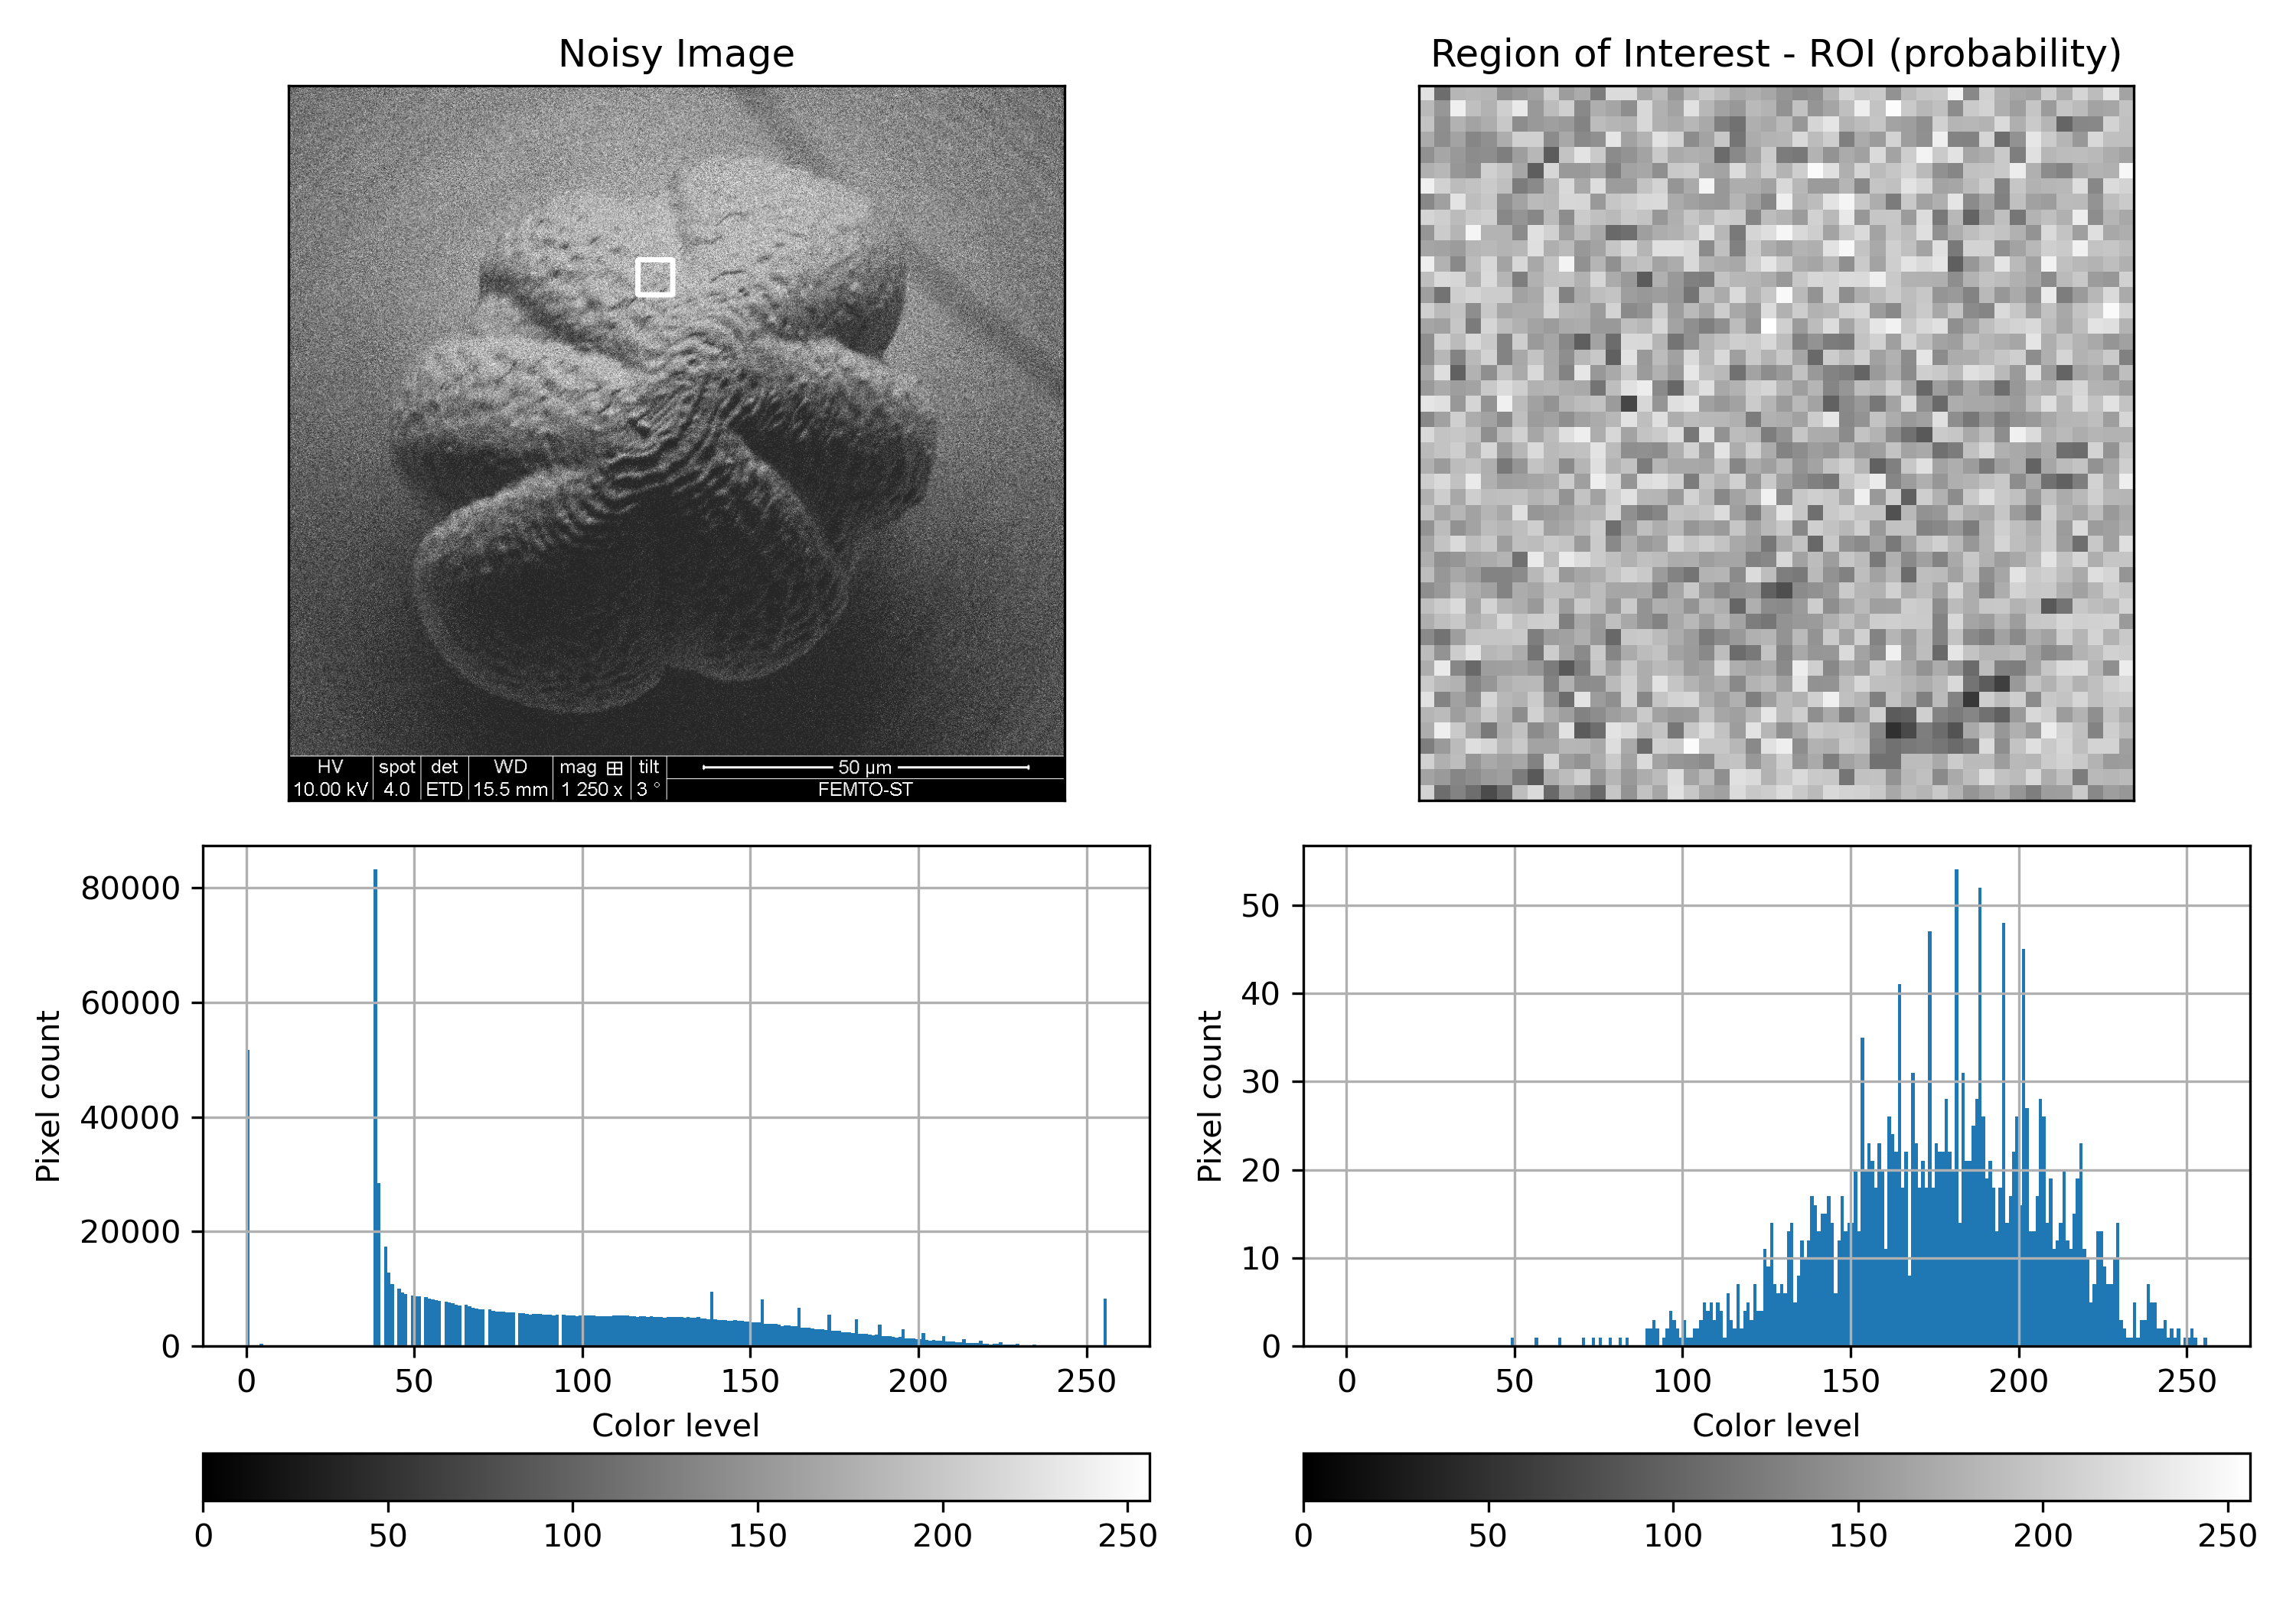 Noisy Image
Region of Interest - ROI (probability)
HV spot det WD mag ⊞ tilt 50 µm
10.00 kV 4.0 ETD 15.5 mm 1 250 x 3 ° FEMTO-ST
80000
60000
40000
20000
0
Pixel count
0 50 100 150 200 250
Color level
0 50 100 150 200 250
50
40
30
20
10
0
Pixel count
0 50 100 150 200 250
Color level
0 50 100 150 200 250